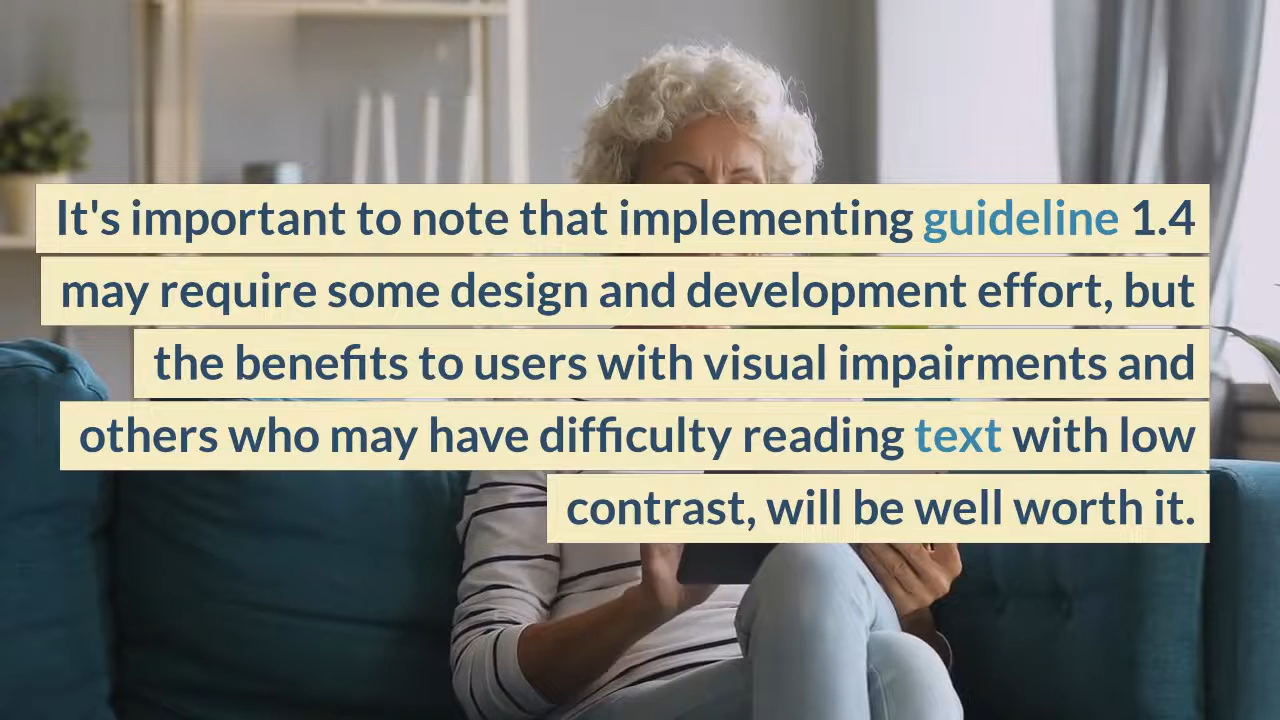 It's important to note that implementing guideline 1.4
may require some design and development effort, but
the benefits to users with visual impairments and
others who may have difficulty reading text with low
contrast, will be well worth it.